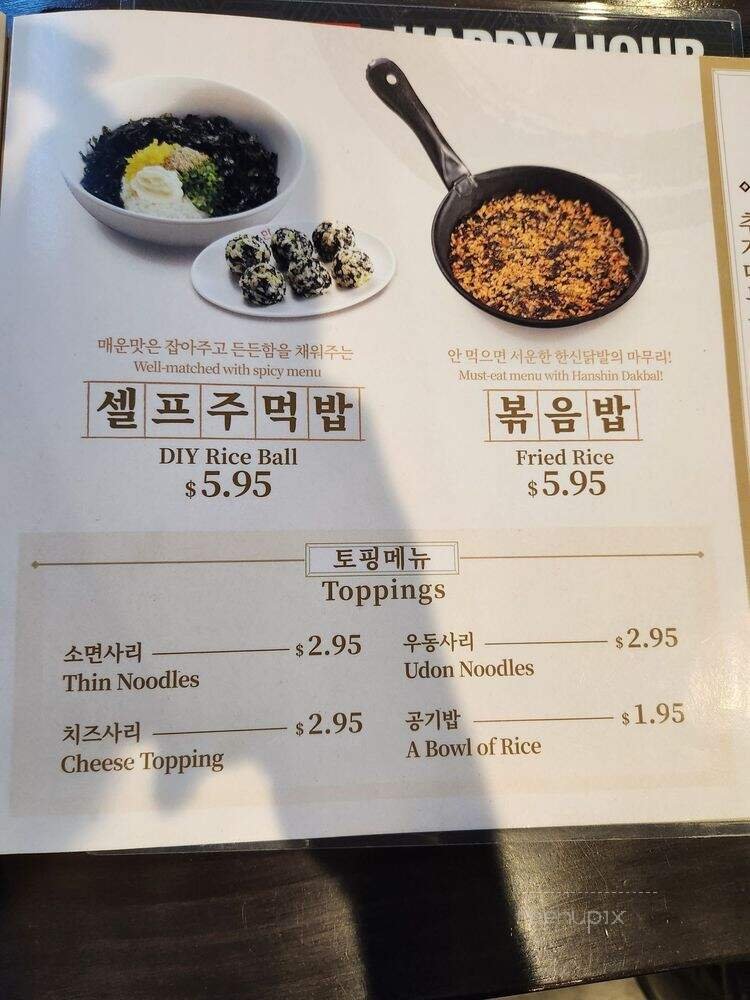 HAPPY HOUR
매운맛은 잡아주고 든든함을 채워주는
Well-matched with spicy menu
셀프주먹밥
DIY Rice Ball
$5.95
안 먹으면 서운한 한신닭발의 마무리!
Must-eat menu with Hanshin Dakbal!
볶음밥
Fried Rice
$5.95
토핑메뉴
Toppings
소면사리 $2.95
Thin Noodles
우동사리 $2.95
Udon Noodles
치즈사리 $2.95
Cheese Topping
공기밥 $1.95
A Bowl of Rice